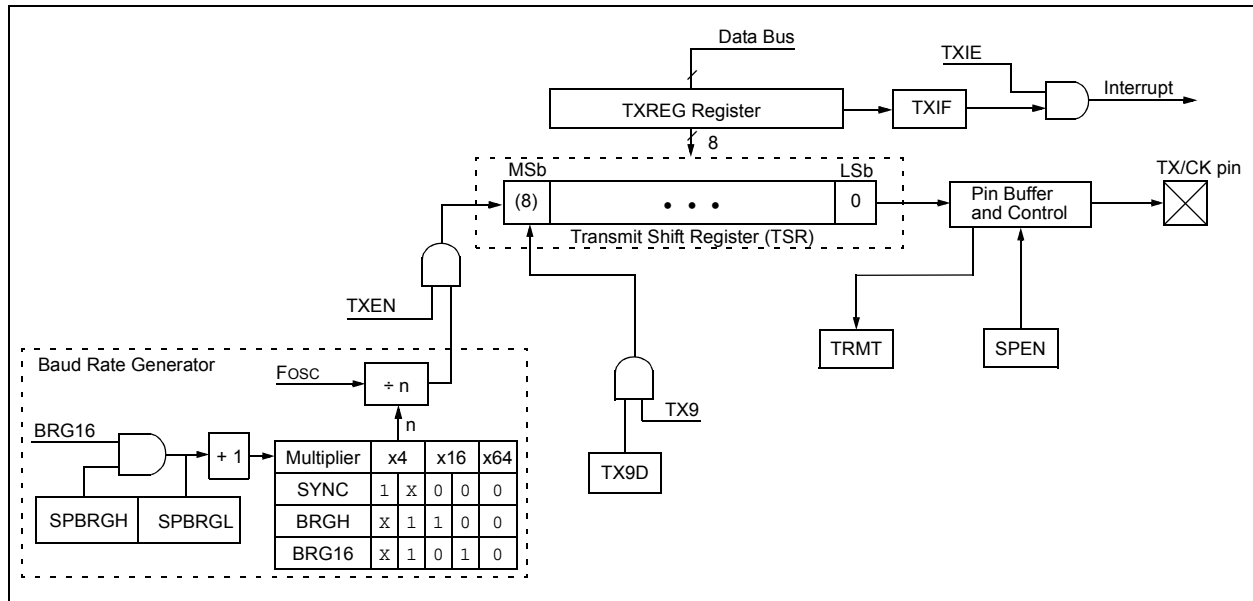 Data Bus
TXIE
Interrupt
TXREG Register
TXIF
8
MSb
LSb
TX/CK pin
(8)
• • •
0
Pin Buffer
and Control
Transmit Shift Register (TSR)
TXEN
TRMT
SPEN
Baud Rate Generator
FOSC
÷ n
TX9
n
BRG16
+ 1
Multiplier x4 x16 x64
TX9D
SYNC 1 X 0 0 0
SPBRGH SPBRGL
BRGH X 1 1 0 0
BRG16 X 1 0 1 0